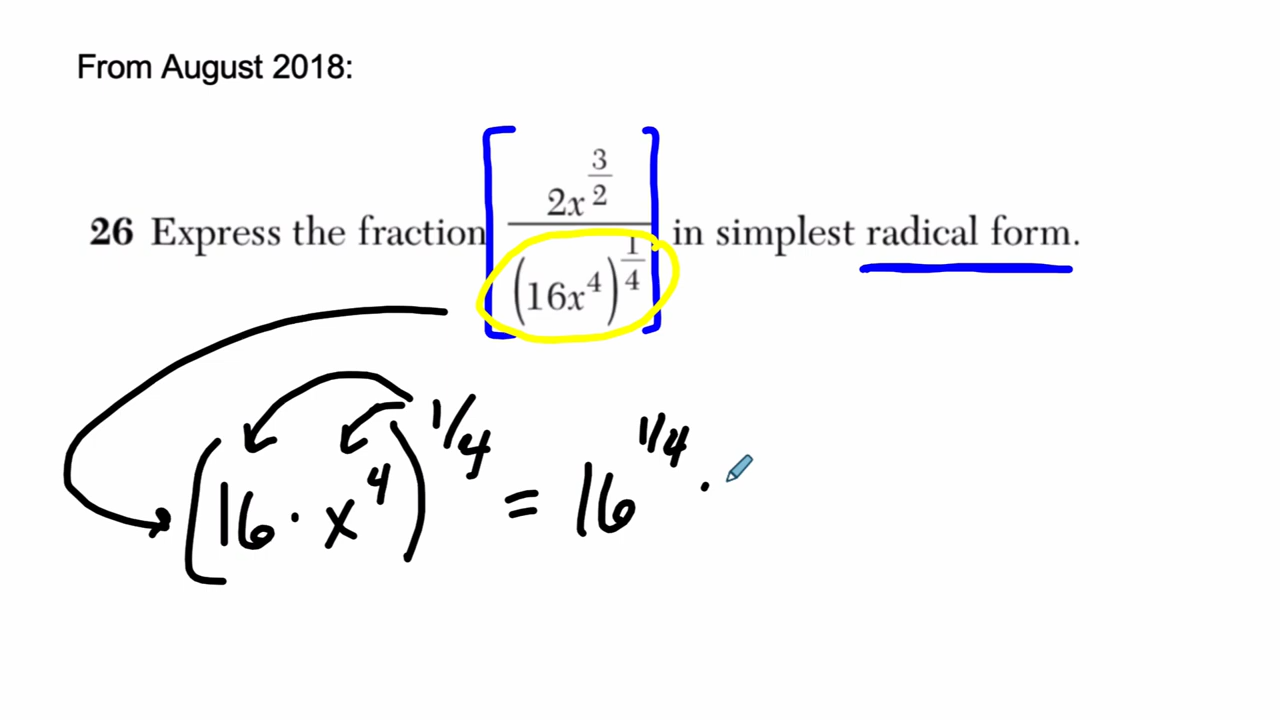 From August 2018:
26 Express the fraction [2x^(3/2) / (16x^4)^(1/4)] in simplest radical form.
(16 · x^4)^1/4 = 16^1/4 ·